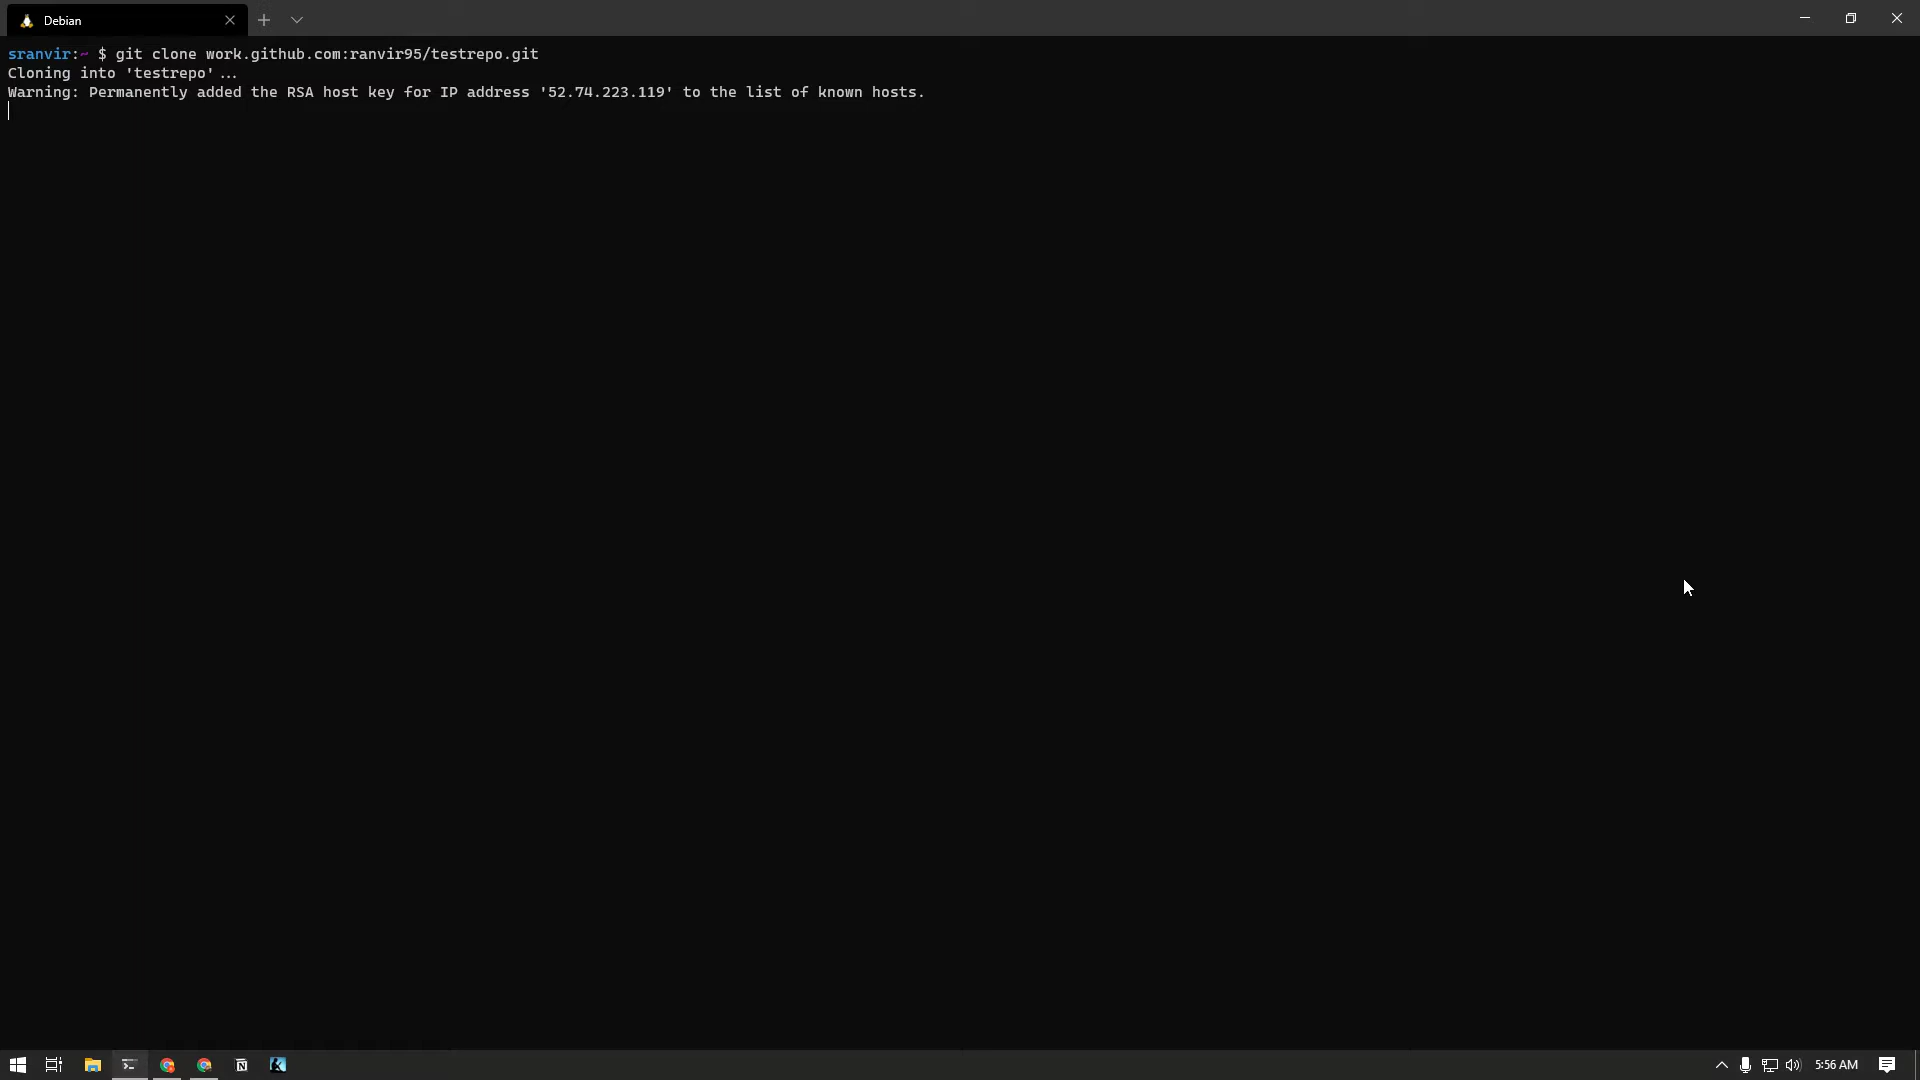 Debian
sranvir:~ $ git clone work.github.com:ranvir95/testrepo.git
Cloning into 'testrepo'...
Warning: Permanently added the RSA host key for IP address '52.74.223.119' to the list of known hosts.
5:56 AM